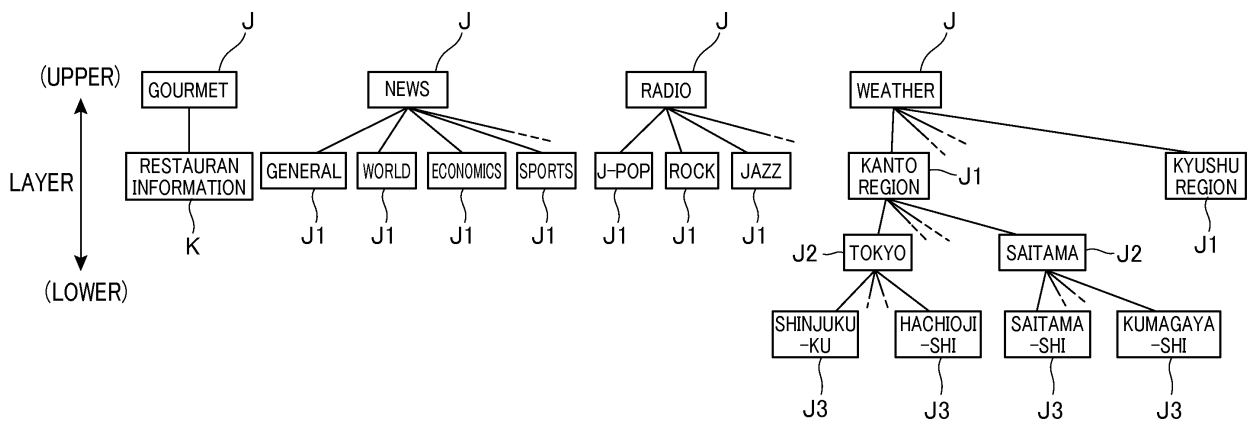 J J J J
(UPPER) GOURMET NEWS RADIO WEATHER
LAYER
RESTAURAN
INFORMATION
GENERAL WORLD ECONOMICS SPORTS J-POP ROCK JAZZ
KANTO
REGION
J1
KYUSHU
REGION
K J1 J1 J1 J1 J1 J1 J1 J1
J2 TOKYO SAITAMA J2
(LOWER)
SHINJUKU
-KU
HACHIOJI
-SHI
SAITAMA
-SHI
KUMAGAYA
-SHI
J3 J3 J3 J3